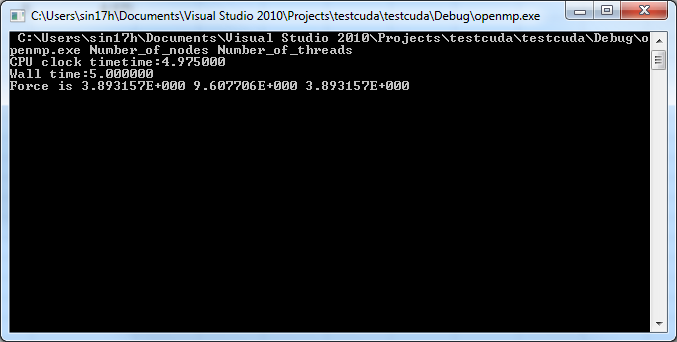 C:\Users\sin17h\Documents\Visual Studio 2010\Projects\testcuda\testcuda\Debug\openmp.exe
C:\Users\sin17h\Documents\Visual Studio 2010\Projects\testcuda\testcuda\Debug\o
penmp.exe Number_of_nodes Number_of_threads
CPU clock timetime:4.975000
Wall time:5.000000
Force is 3.893157E+000 9.607706E+000 3.893157E+000